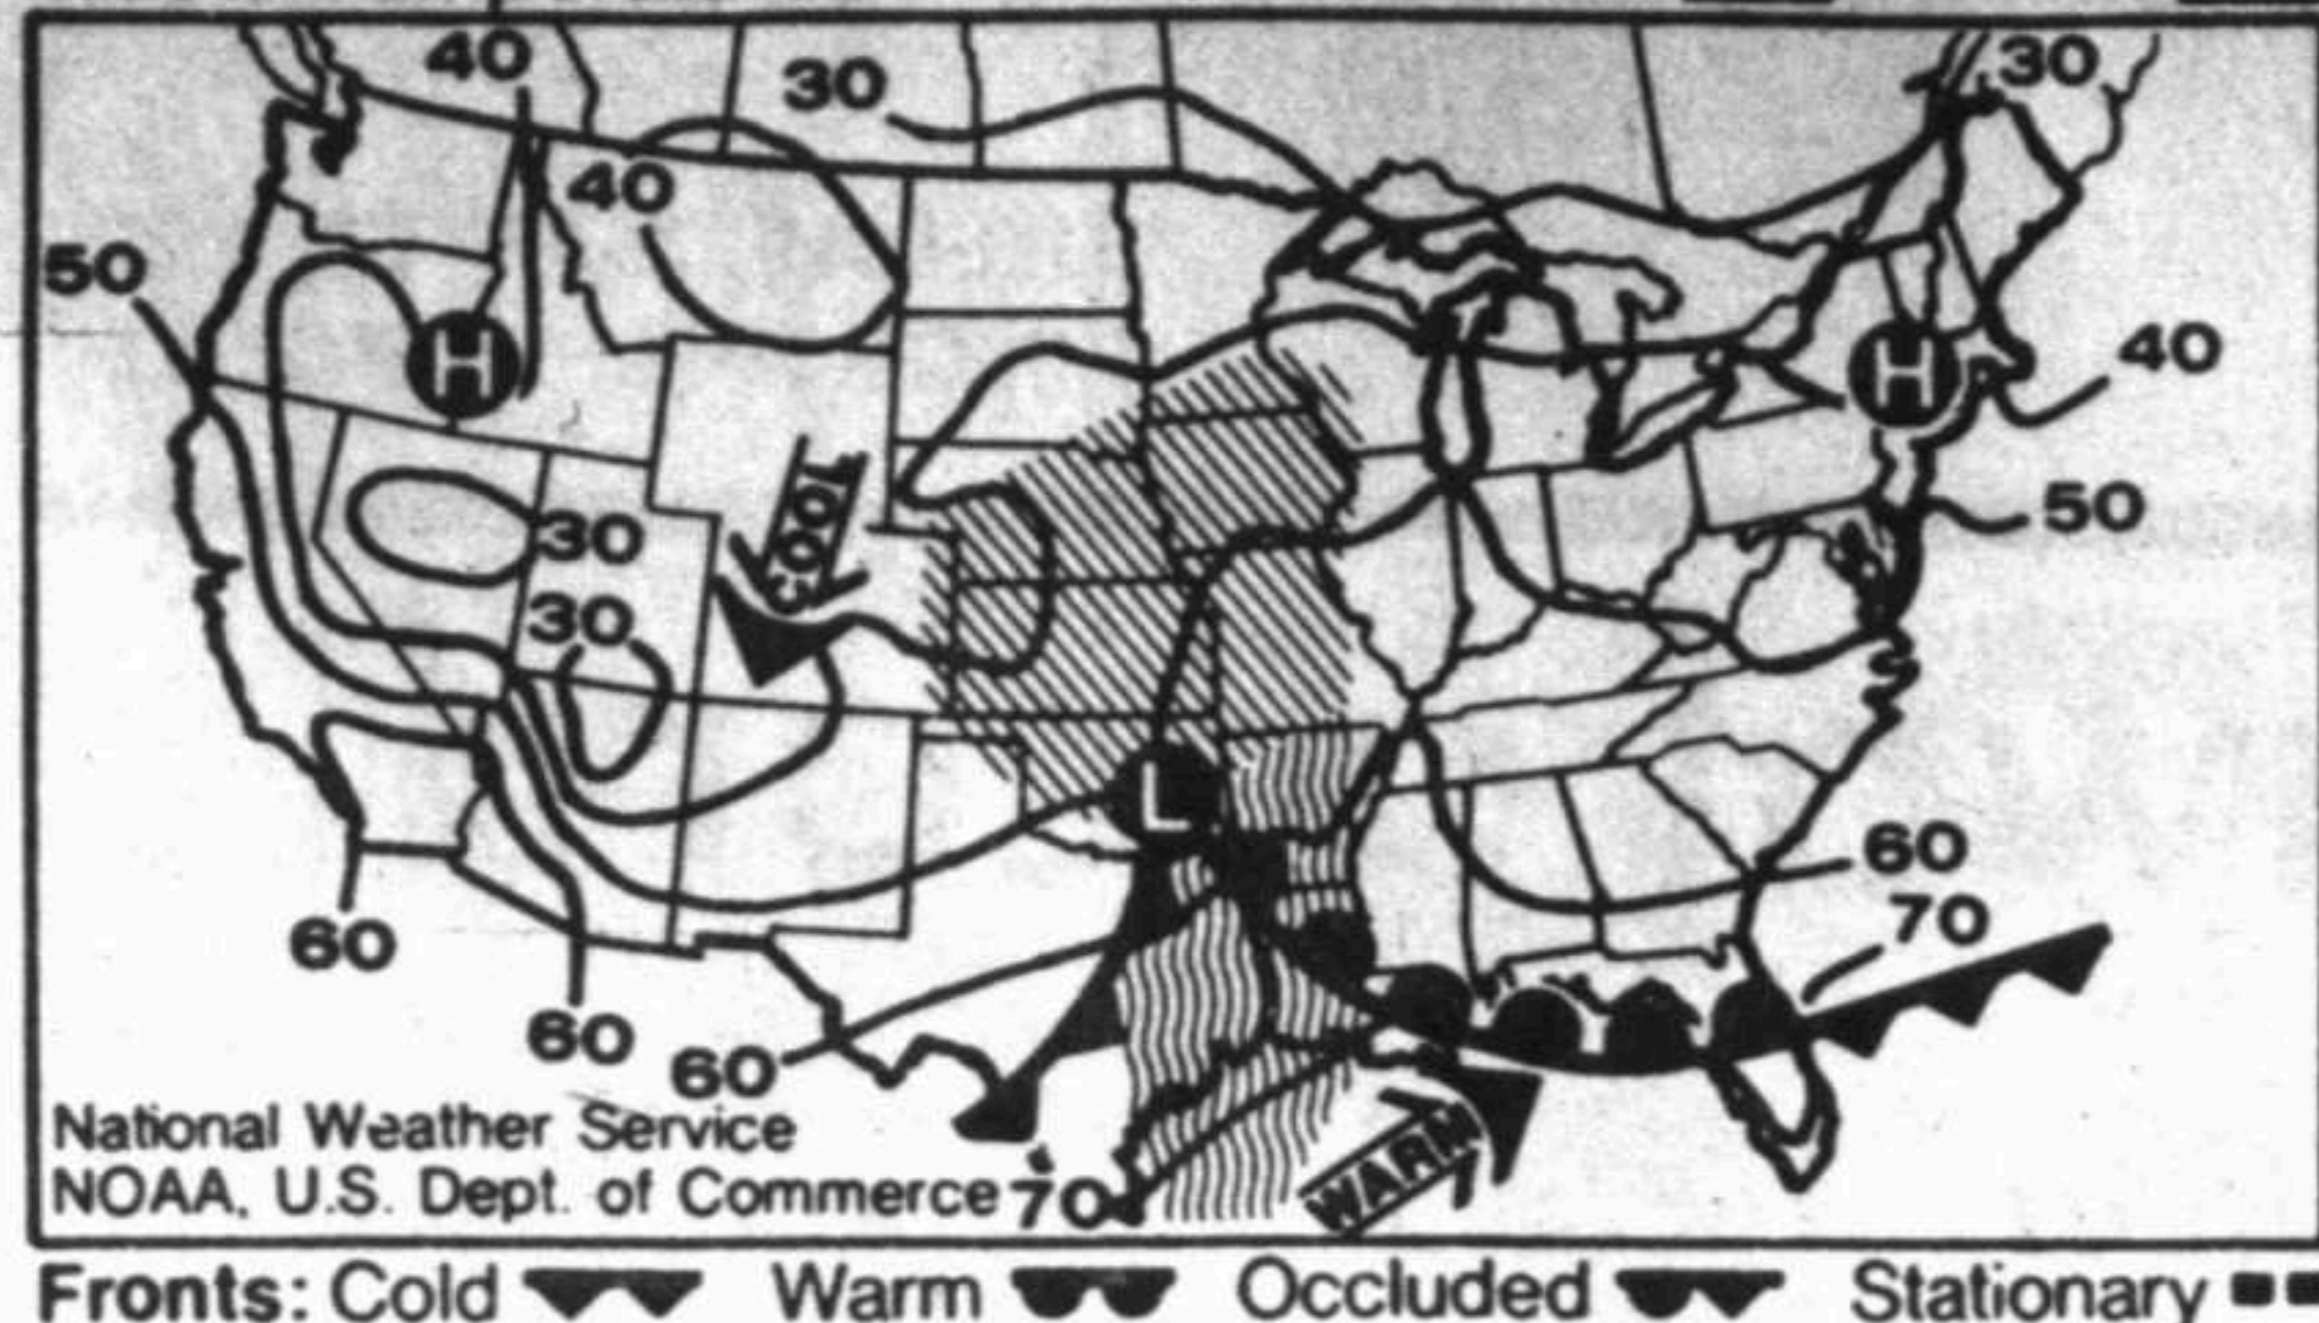 40
30
30
40
50
H
H
40
COOL
30
50
30
L
60
70
60
60
60
National Weather Service
NOAA, U.S. Dept. of Commerce
70
WARM
Fronts: Cold Warm Occluded Stationary